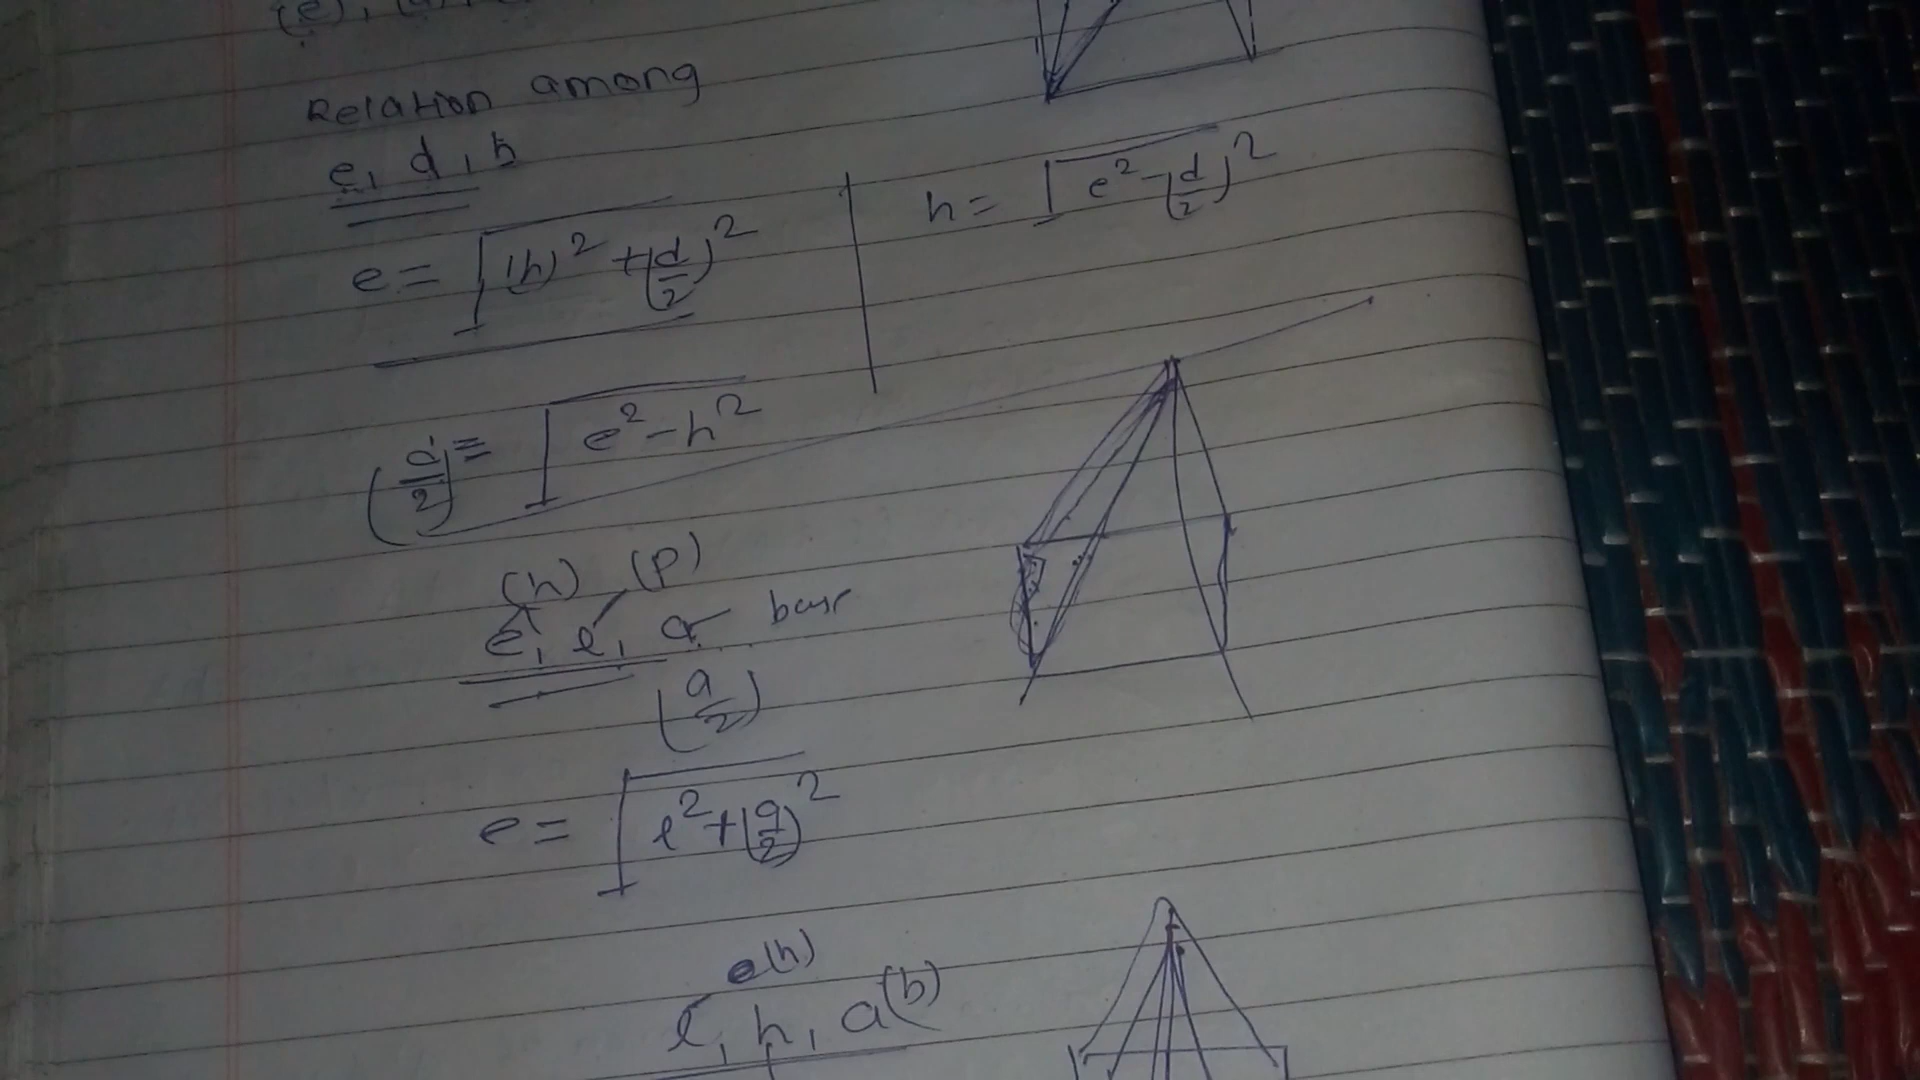 Relation among
e, d, h
e = √(h)² + (d/2)²
h = √e² - (d/2)²
(d/2) = √e² - h²
(h) (p)
e, l, a base
(a/2)
e = √l² + (a/2)²
e(h)
l, h, a(b)